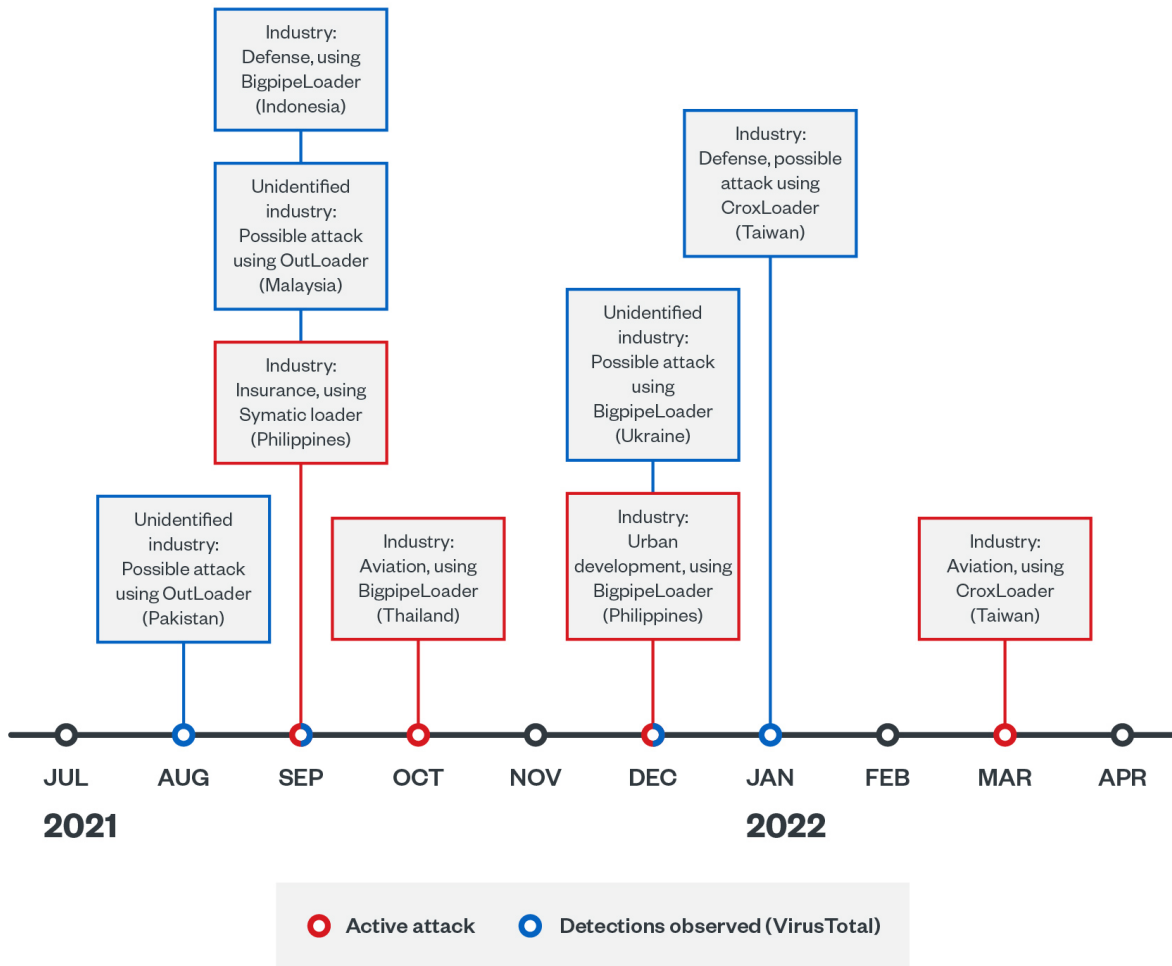 Industry:
Defense, using
BigpipeLoader
(Indonesia)
Unidentified
industry:
Possible attack
using OutLoader
(Malaysia)
Industry:
Insurance, using
Symatic loader
(Philippines)
Unidentified
industry:
Possible attack
using OutLoader
(Pakistan)
Industry:
Aviation, using
BigpipeLoader
(Thailand)
Unidentified
industry:
Possible attack
using
BigpipeLoader
(Ukraine)
Industry:
Urban
development, using
BigpipeLoader
(Philippines)
Industry:
Defense, possible
attack using
CroxLoader
(Taiwan)
Industry:
Aviation, using
CroxLoader
(Taiwan)
JUL AUG SEP OCT NOV DEC JAN FEB MAR APR
2021 2022
Active attack Detections observed (VirusTotal)